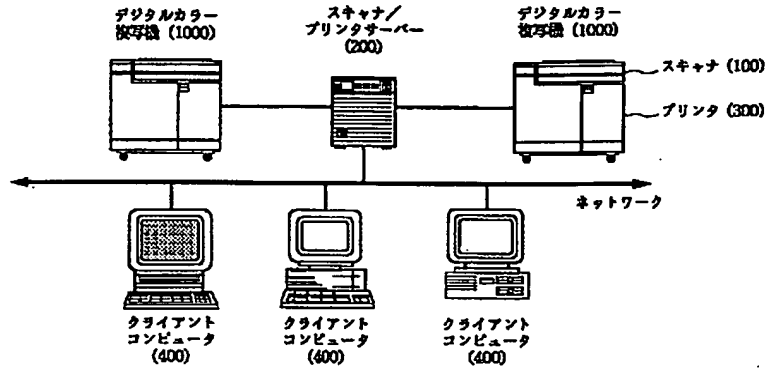 デジタルカラー
複写機 (1000)
スキャナ／
プリンタサーバー
(200)
デジタルカラー
複写機 (1000)
スキャナ (100)
プリンタ (300)
ネットワーク
クライアント
コンピュータ
(400)
クライアント
コンピュータ
(400)
クライアント
コンピュータ
(400)